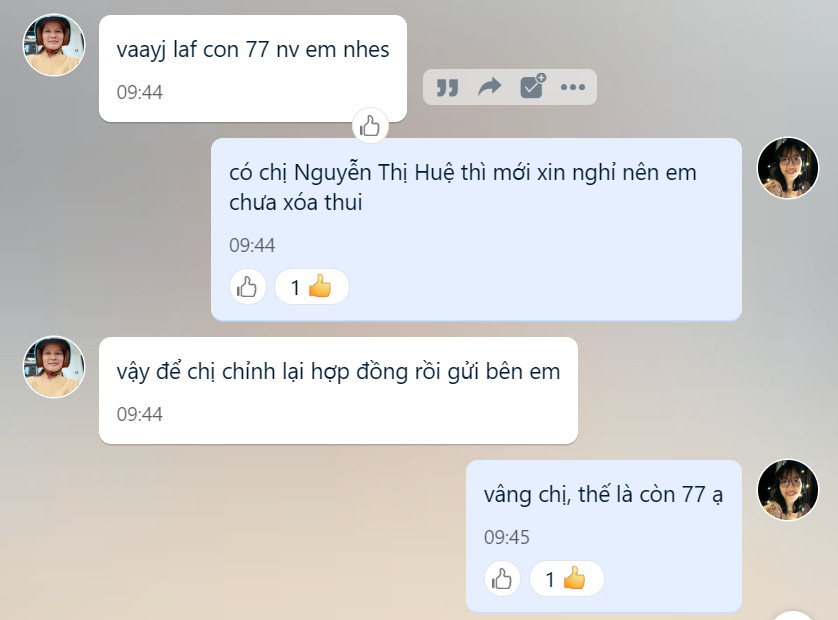 vaayj laf con 77 nv em nhes
09:44
có chị Nguyễn Thị Huệ thì mới xin nghỉ nên em
chưa xóa thui
09:44
1
vậy để chị chỉnh lại hợp đồng rồi gửi bên em
09:44
vâng chị, thế là còn 77 ạ
09:45
1